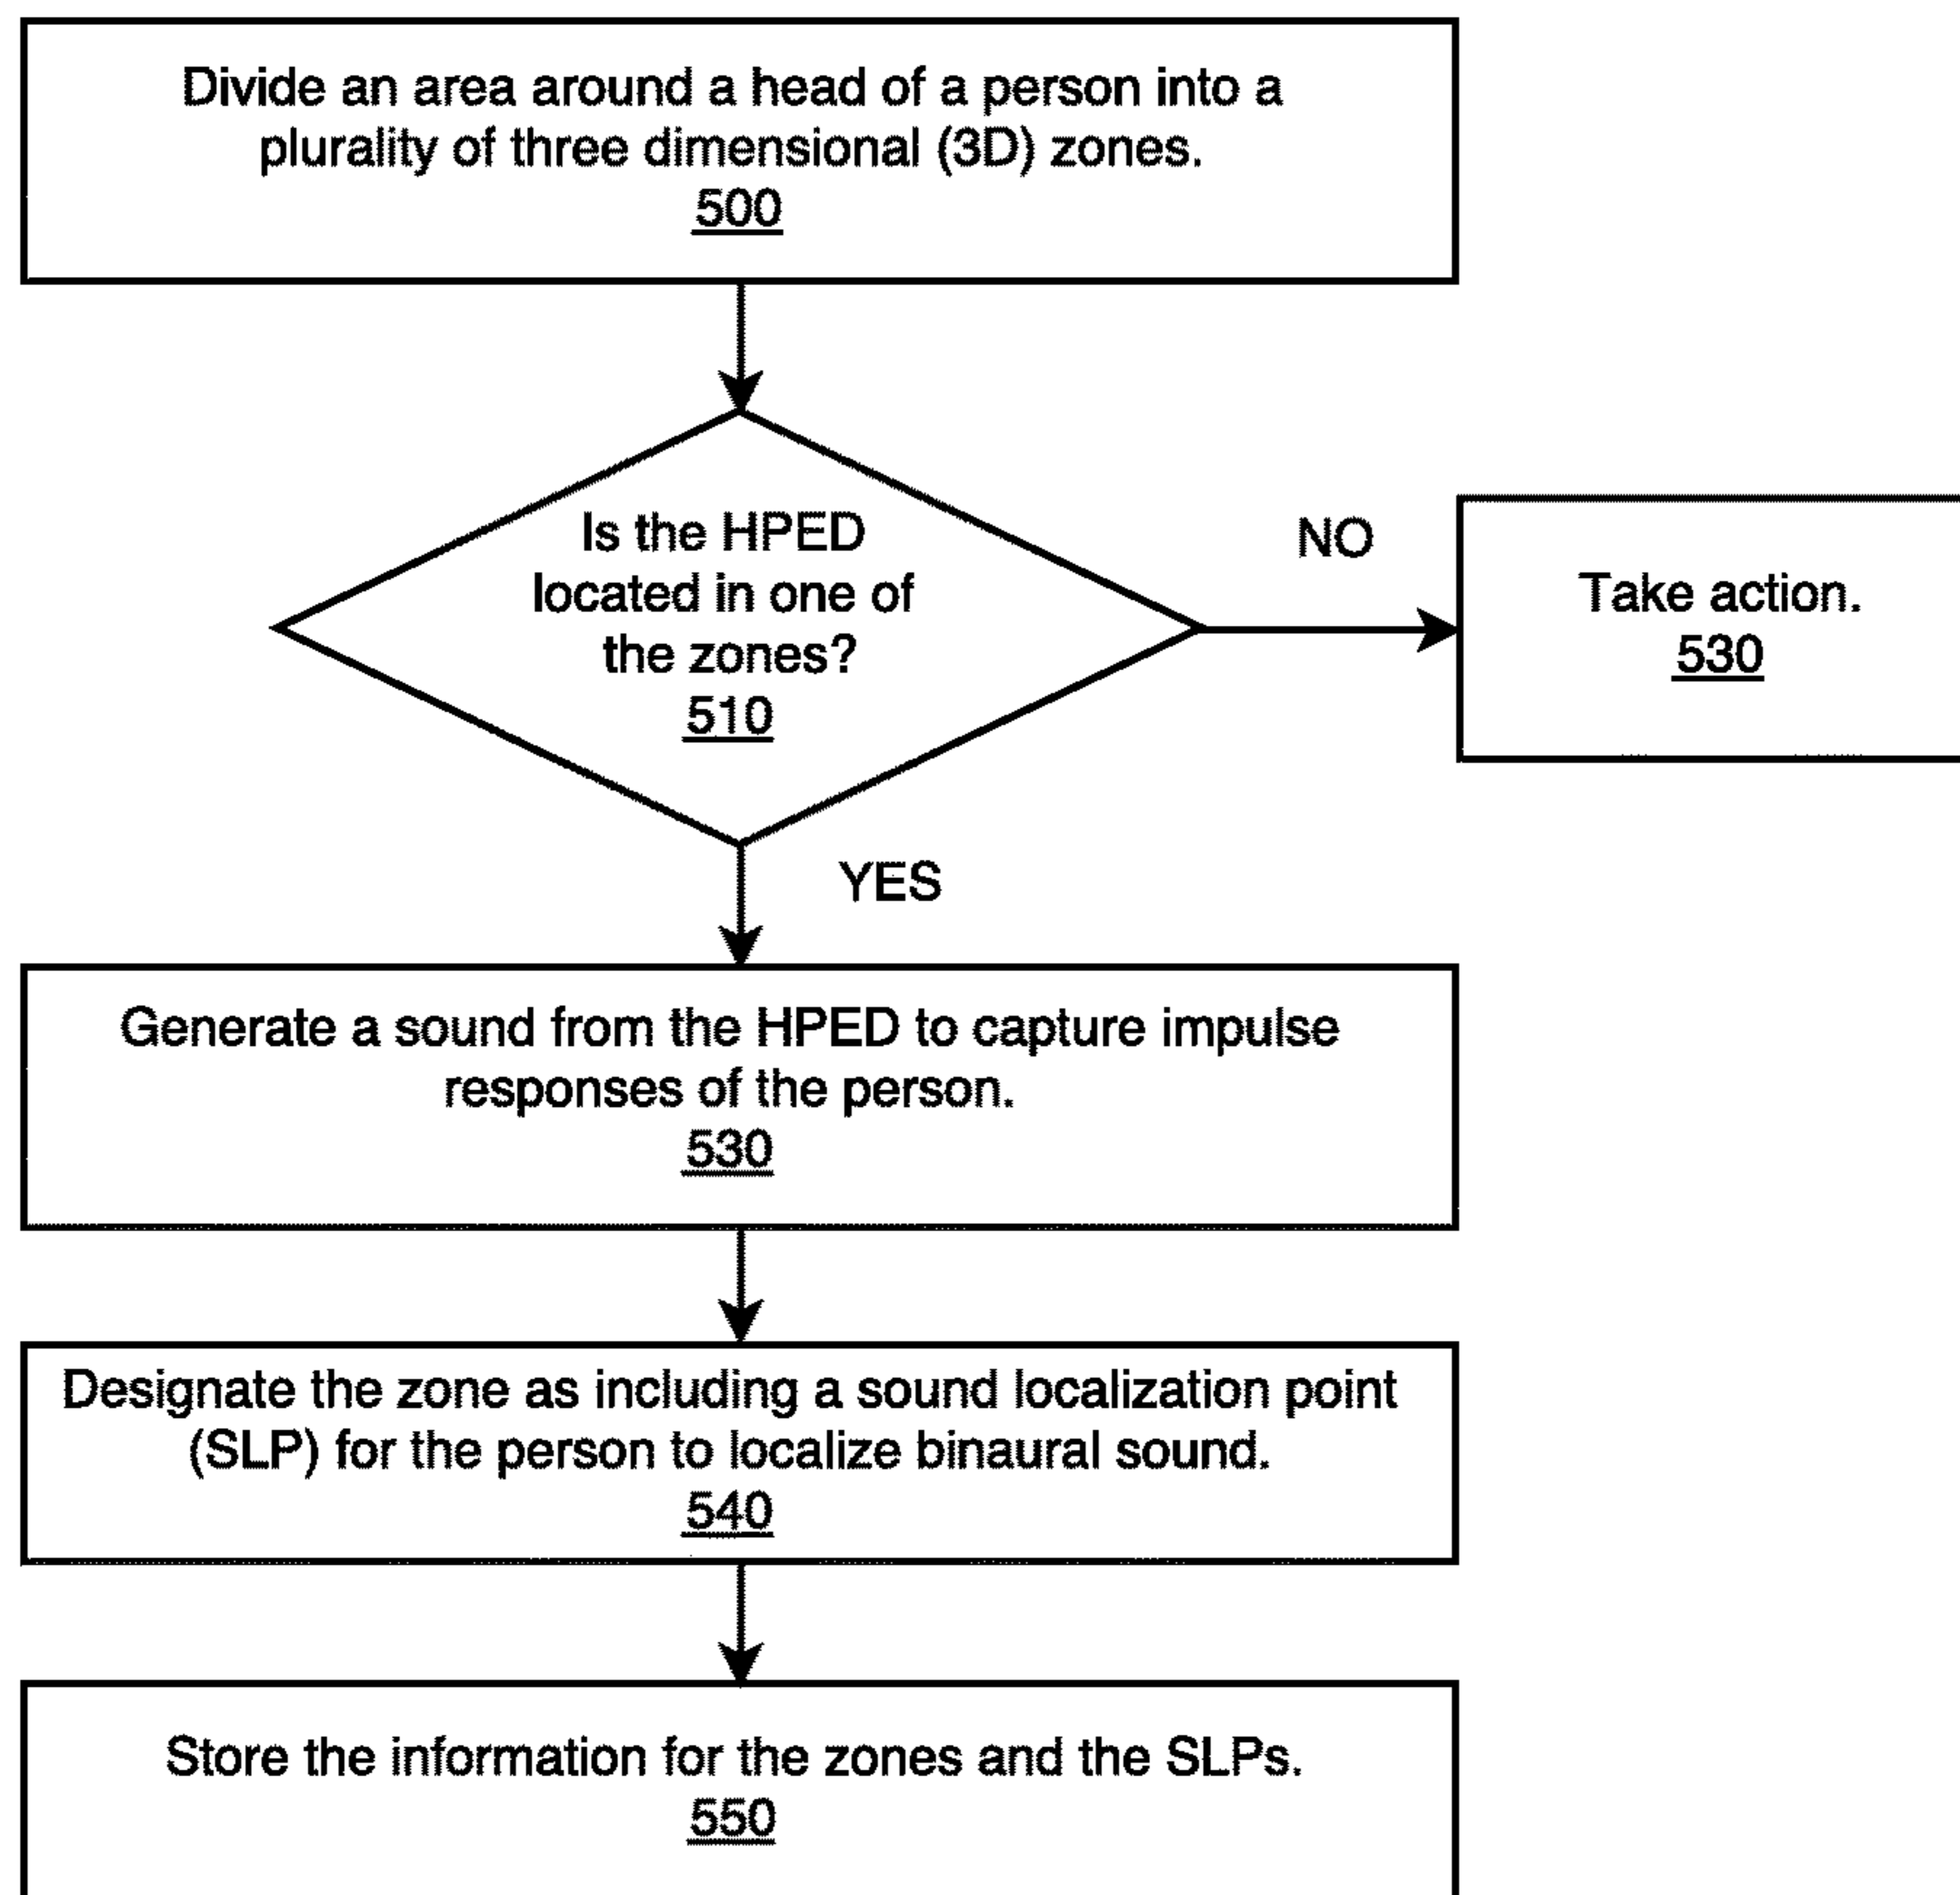 Divide an area around a head of a person into a
plurality of three dimensional (3D) zones.
500
Is the HPED
located in one of
the zones?
510
NO
Take action.
530
YES
Generate a sound from the HPED to capture impulse
responses of the person.
530
Designate the zone as including a sound localization point
(SLP) for the person to localize binaural sound.
540
Store the information for the zones and the SLPs.
550